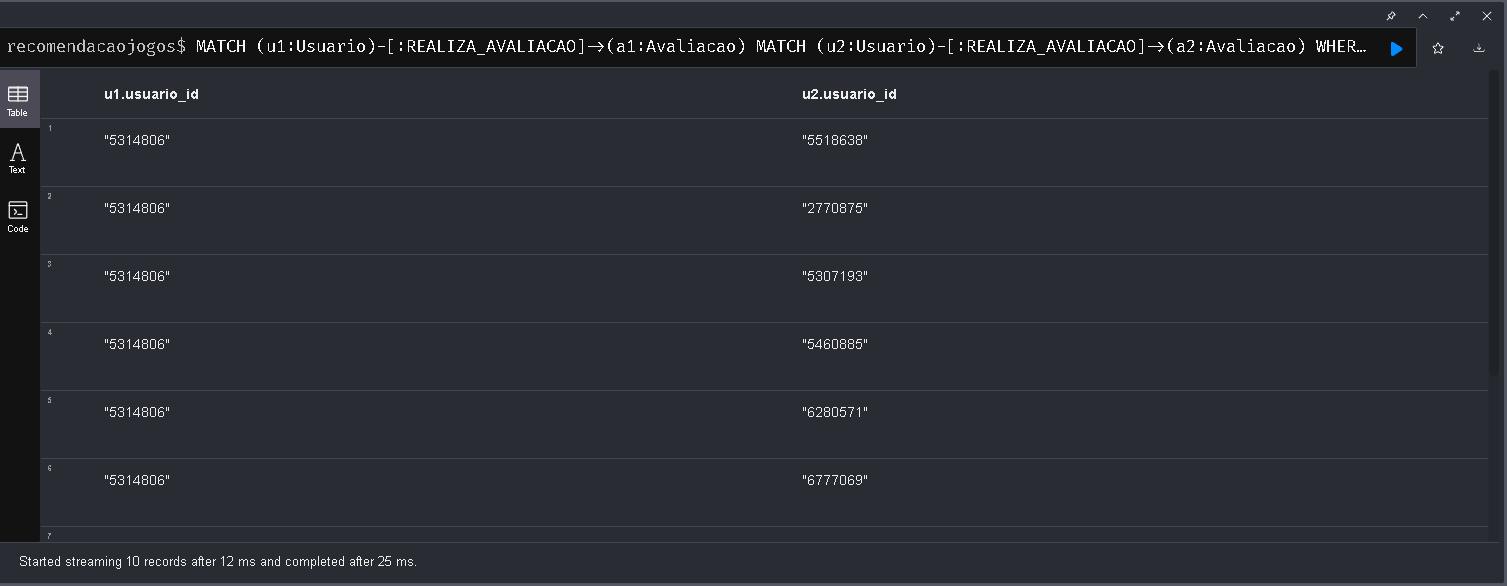 recomendacaojogos$ MATCH (u1:Usuario)-[:REALIZA_AVALIACAO]→(a1:Avaliacao) MATCH (u2:Usuario)-[:REALIZA_AVALIACAO]→(a2:Avaliacao) WHER…
Table
Text
Code
u1.usuario_id u2.usuario_id
1 "5314806" "5518638"
2 "5314806" "2770875"
3 "5314806" "5307193"
4 "5314806" "5460885"
5 "5314806" "6280571"
6 "5314806" "6777069"
7
Started streaming 10 records after 12 ms and completed after 25 ms.